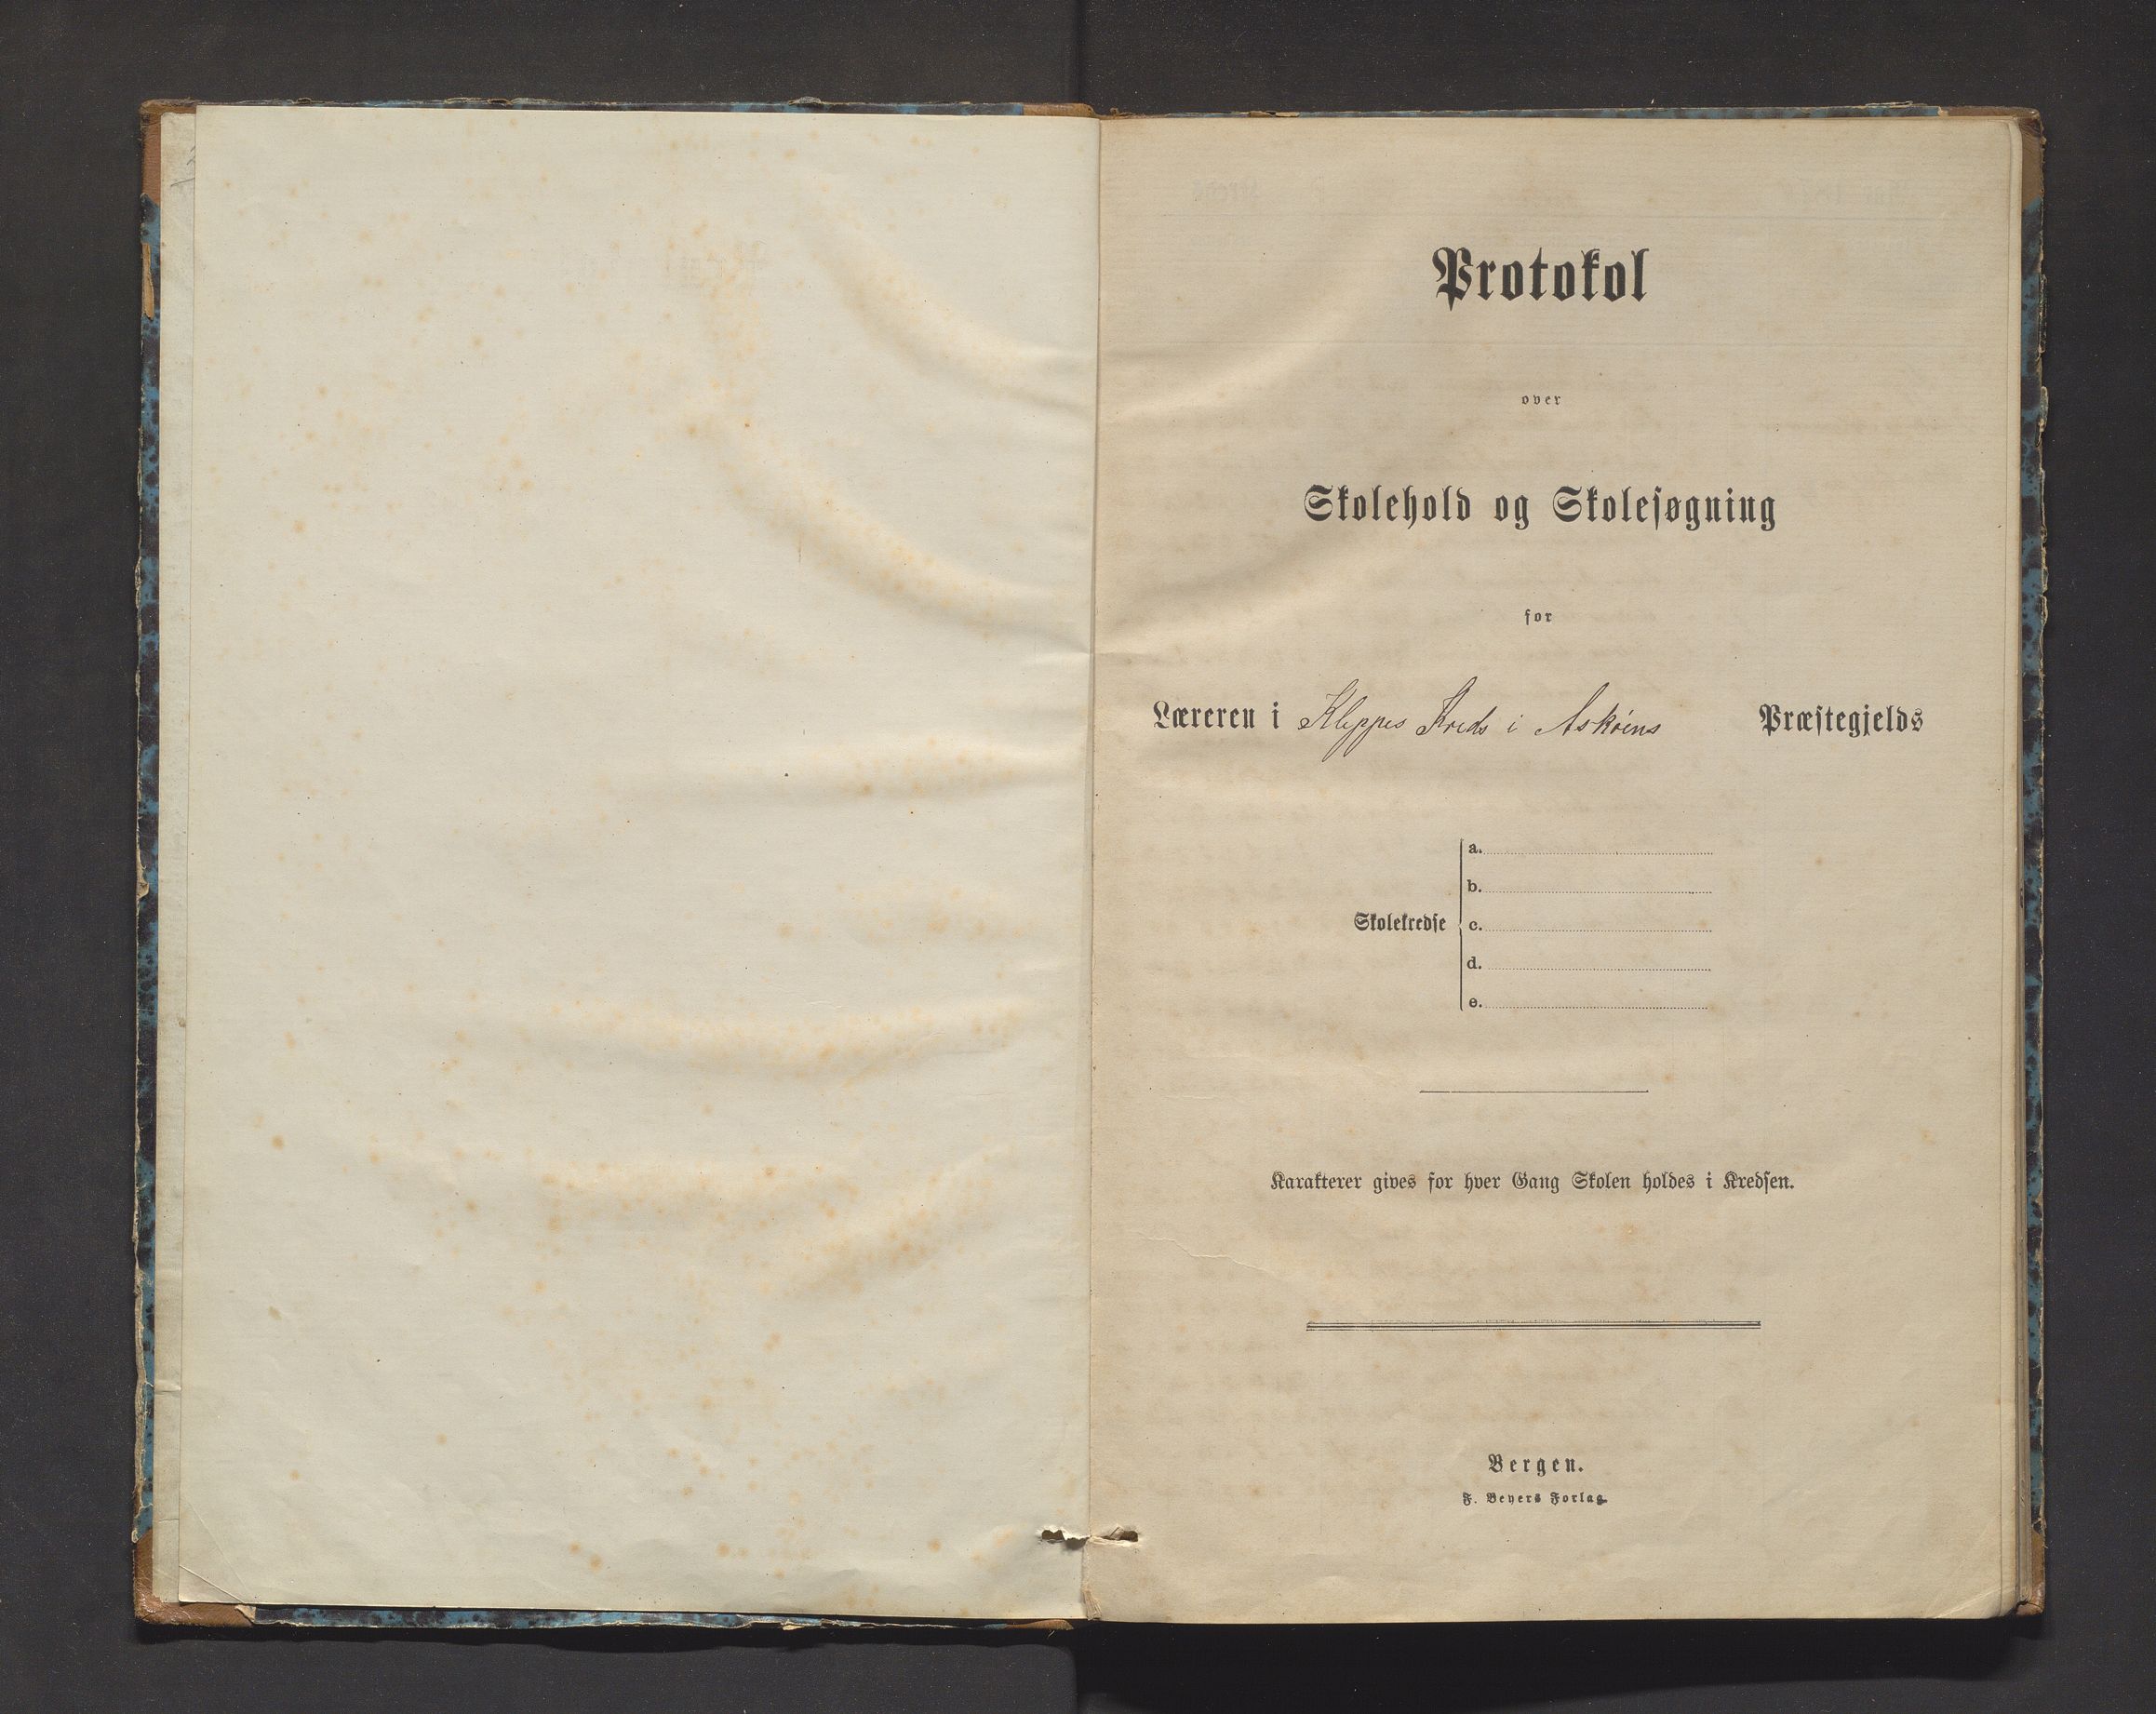 Protokol
over
Skolehold og Skolesøgning
for
Læreren i Kleppes Kreds i Askøens Præstegjelds
Skolekredse
a.
b.
c.
d.
e.
Karakterer gives for hver Gang Skolen holdes i Kredsen.
Bergen.
F. Beyers Forlag